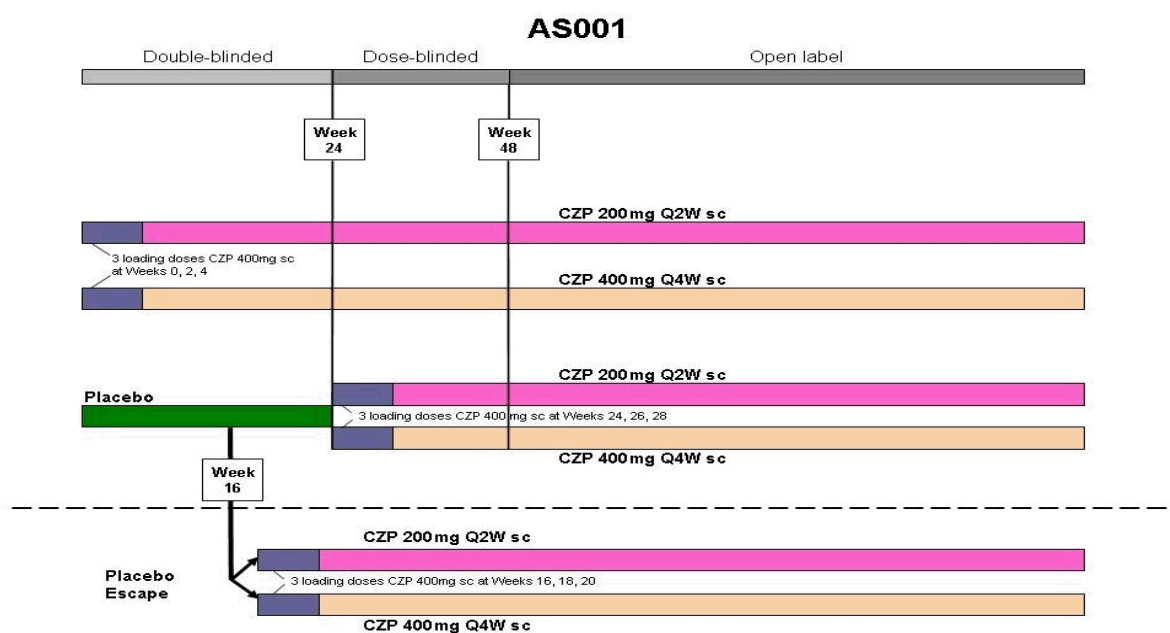 AS001
Double-blinded
Dose-blinded
Open label
Week
24
Week
48
CZP 200mg Q2W sc
3 loading doses CZP 400mg sc
at Weeks 0, 2, 4
CZP 400mg Q4W sc
CZP 200mg Q2W sc
Placebo
3 loading doses CZP 400mg sc at Weeks 24, 26, 28
CZP 400mg Q4W sc
Week
16
CZP 200mg Q2W sc
Placebo
Escape
3 loading doses CZP 400mg sc at Weeks 16, 18, 20
CZP 400mg Q4W sc